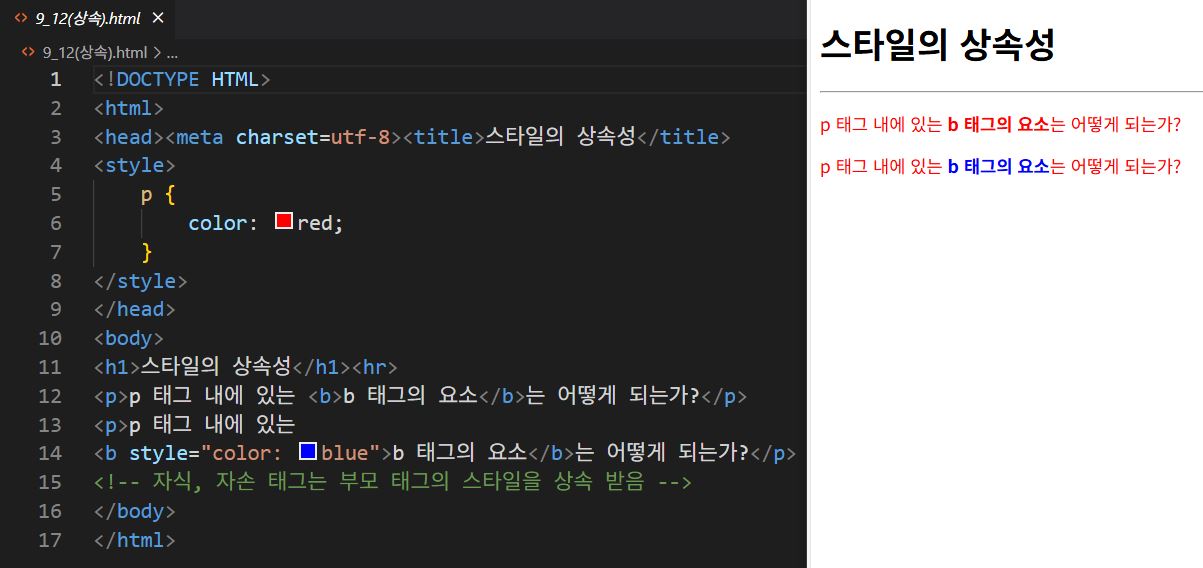 9_12(상속).html ×
9_12(상속).html > ...
1 <!DOCTYPE HTML>
2 <html>
3 <head><meta charset=utf-8><title>스타일의 상속성</title>
4 <style>
5 p {
6 color: red;
7 }
8 </style>
9 </head>
10 <body>
11 <h1>스타일의 상속성</h1><hr>
12 <p>p 태그 내에 있는 <b>b 태그의 요소</b>는 어떻게 되는가?</p>
13 <p>p 태그 내에 있는
14 <b style="color: blue">b 태그의 요소</b>는 어떻게 되는가?</p>
15 <!-- 자식, 자손 태그는 부모 태그의 스타일을 상속 받음 -->
16 </body>
17 </html>
스타일의 상속성
p 태그 내에 있는 b 태그의 요소는 어떻게 되는가?
p 태그 내에 있는 b 태그의 요소는 어떻게 되는가?